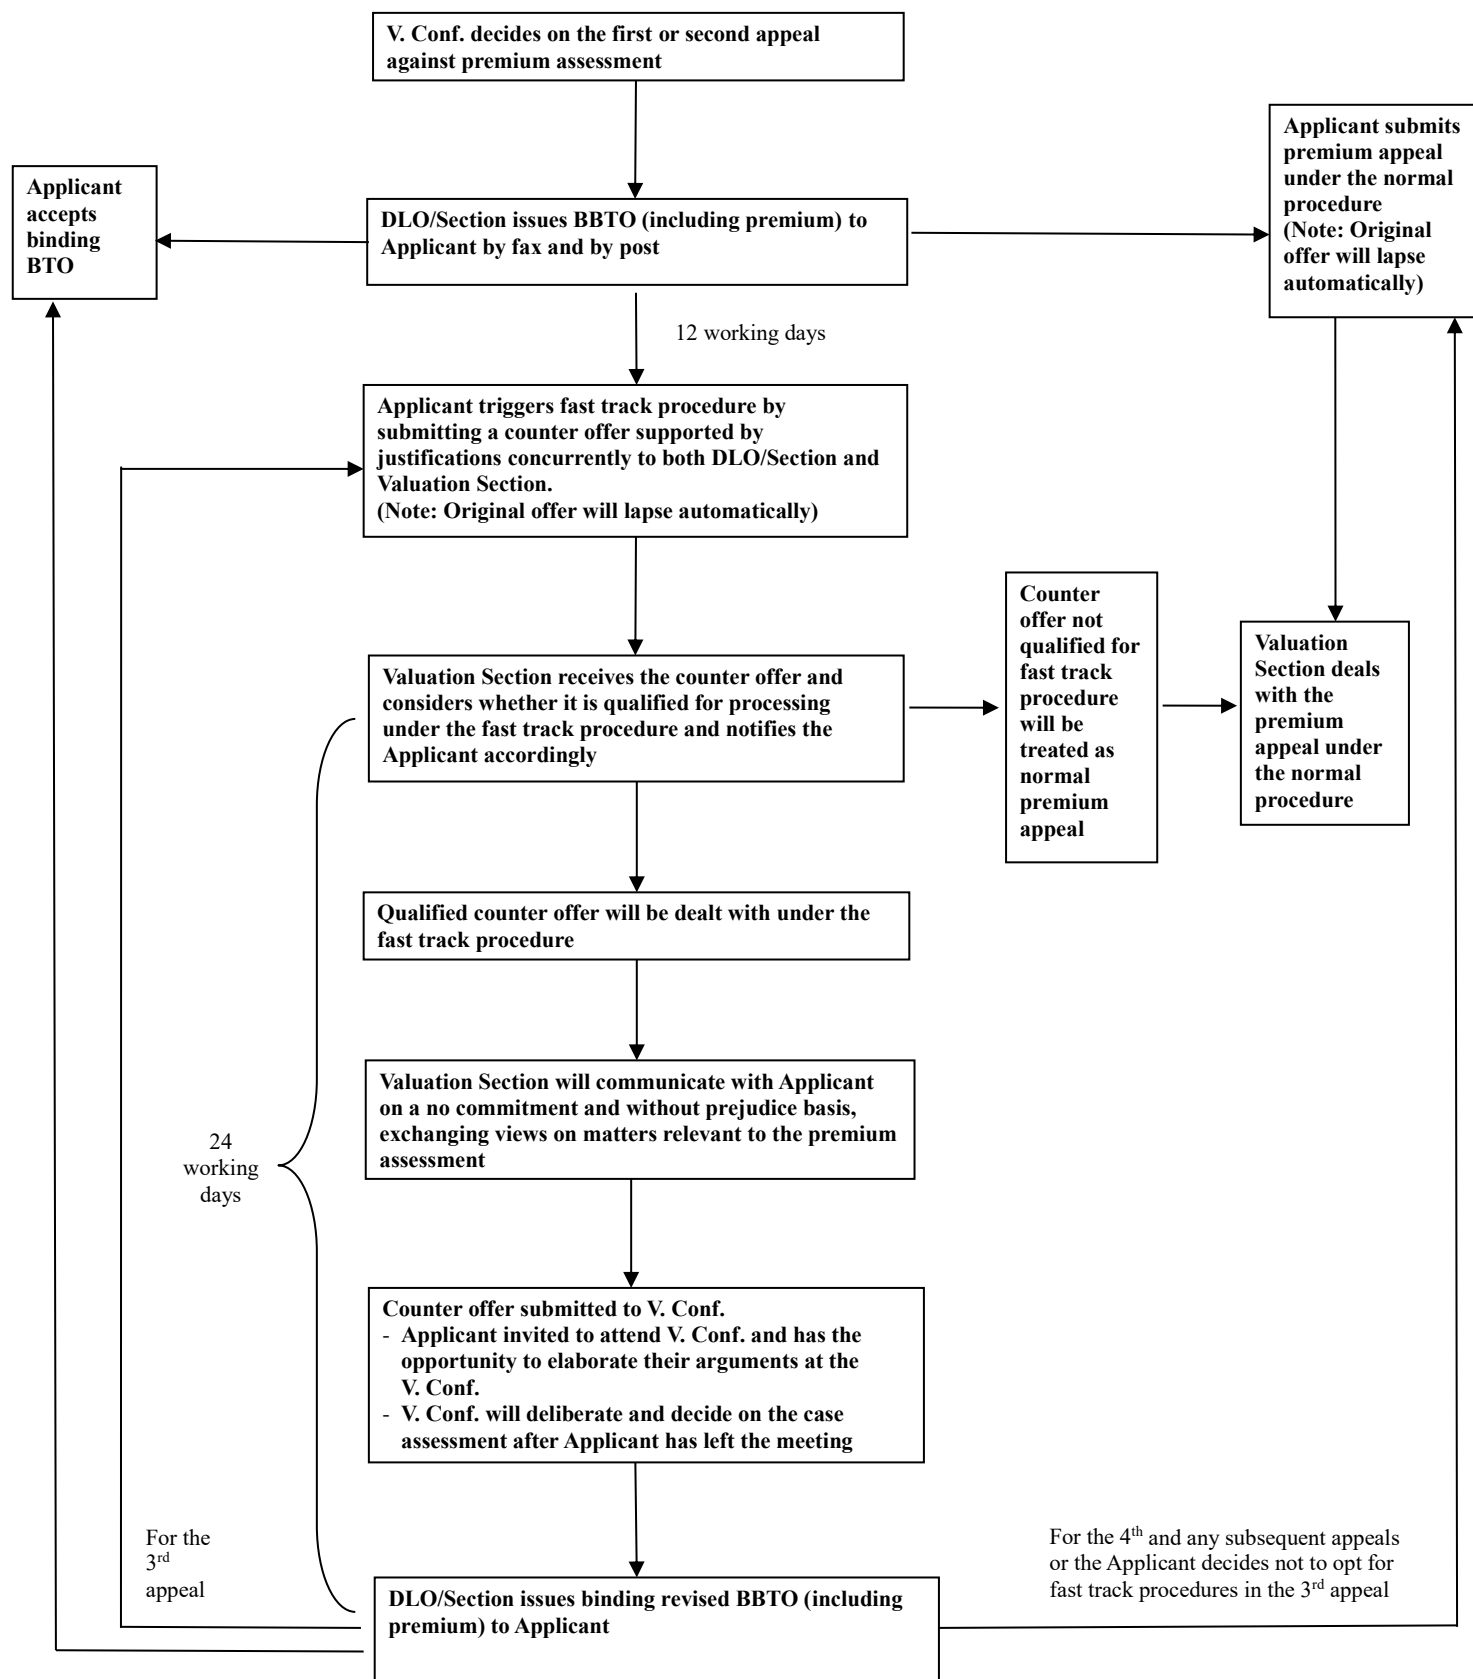 V. Conf. decides on the first or second appeal
against premium assessment
Applicant submits
premium appeal
under the normal
procedure
(Note: Original
offer will lapse
automatically)
Applicant
accepts
binding
BTO
DLO/Section issues BBTO (including premium) to
Applicant by fax and by post
12 working days
Applicant triggers fast track procedure by
submitting a counter offer supported by
justifications concurrently to both DLO/Section and
Valuation Section.
(Note: Original offer will lapse automatically)
Counter
offer not
qualified for
fast track
procedure
will be
treated as
normal
premium
appeal
Valuation
Section deals
with the
premium
appeal under
the normal
procedure
Valuation Section receives the counter offer and
considers whether it is qualified for processing
under the fast track procedure and notifies the
Applicant accordingly
Qualified counter offer will be dealt with under the
fast track procedure
Valuation Section will communicate with Applicant
on a no commitment and without prejudice basis,
exchanging views on matters relevant to the premium
assessment
24
working
days
Counter offer submitted to V. Conf.
- Applicant invited to attend V. Conf. and has the
opportunity to elaborate their arguments at the
V. Conf.
- V. Conf. will deliberate and decide on the case
assessment after Applicant has left the meeting
For the
3rd
appeal
For the 4th and any subsequent appeals
or the Applicant decides not to opt for
fast track procedures in the 3rd appeal
DLO/Section issues binding revised BBTO (including
premium) to Applicant